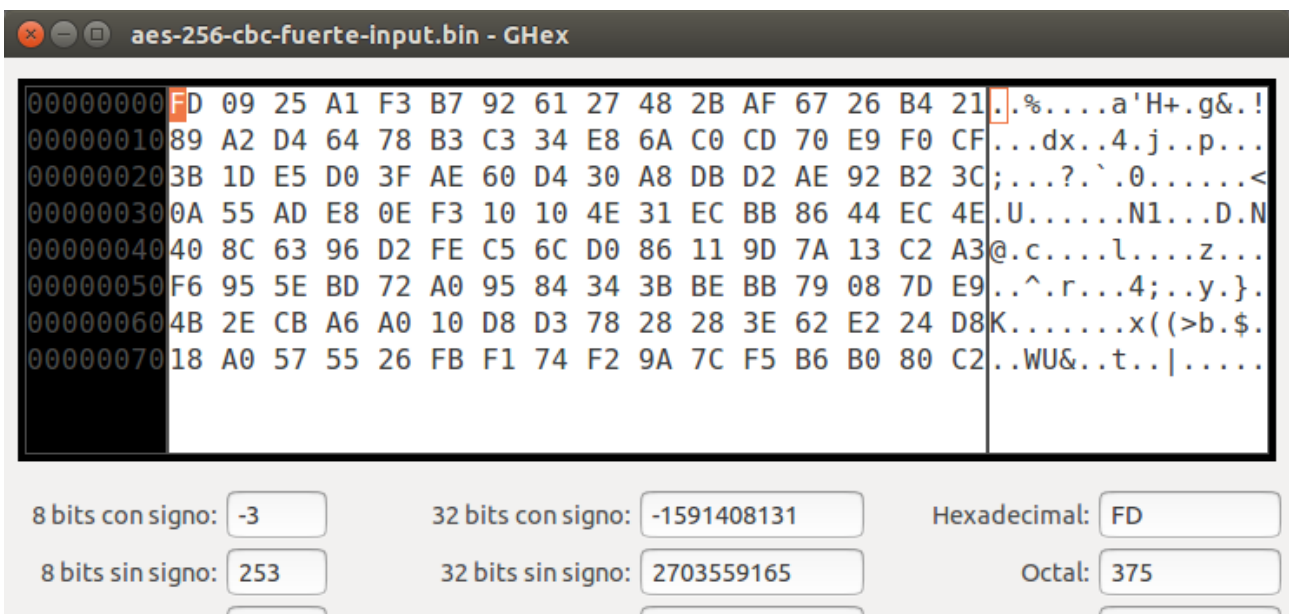 aes-256-cbc-fuerte-input.bin - GHex
00000000 FD 09 25 A1 F3 B7 92 61 27 48 2B AF 67 26 B4 21 ..%....a'H+.g&.!
00000010 89 A2 D4 64 78 B3 C3 34 E8 6A C0 CD 70 E9 F0 CF ...dx..4.j..p...
00000020 3B 1D E5 D0 3F AE 60 D4 30 A8 DB D2 AE 92 B2 3C ;...?.`.0......<
00000030 0A 55 AD E8 0E F3 10 10 4E 31 EC BB 86 44 EC 4E .U......N1...D.N
00000040 40 8C 63 96 D2 FE C5 6C D0 86 11 9D 7A 13 C2 A3 @.c....l....z...
00000050 F6 95 5E BD 72 A0 95 84 34 3B BE BB 79 08 7D E9 ..^.r...4;..y.}.
00000060 4B 2E CB A6 A0 10 D8 D3 78 28 28 3E 62 E2 24 D8 K.......x((>b.$.
00000070 18 A0 57 55 26 FB F1 74 F2 9A 7C F5 B6 B0 80 C2 ..WU&..t..|.....
8 bits con signo: -3 32 bits con signo: -1591408131 Hexadecimal: FD
8 bits sin signo: 253 32 bits sin signo: 2703559165 Octal: 375